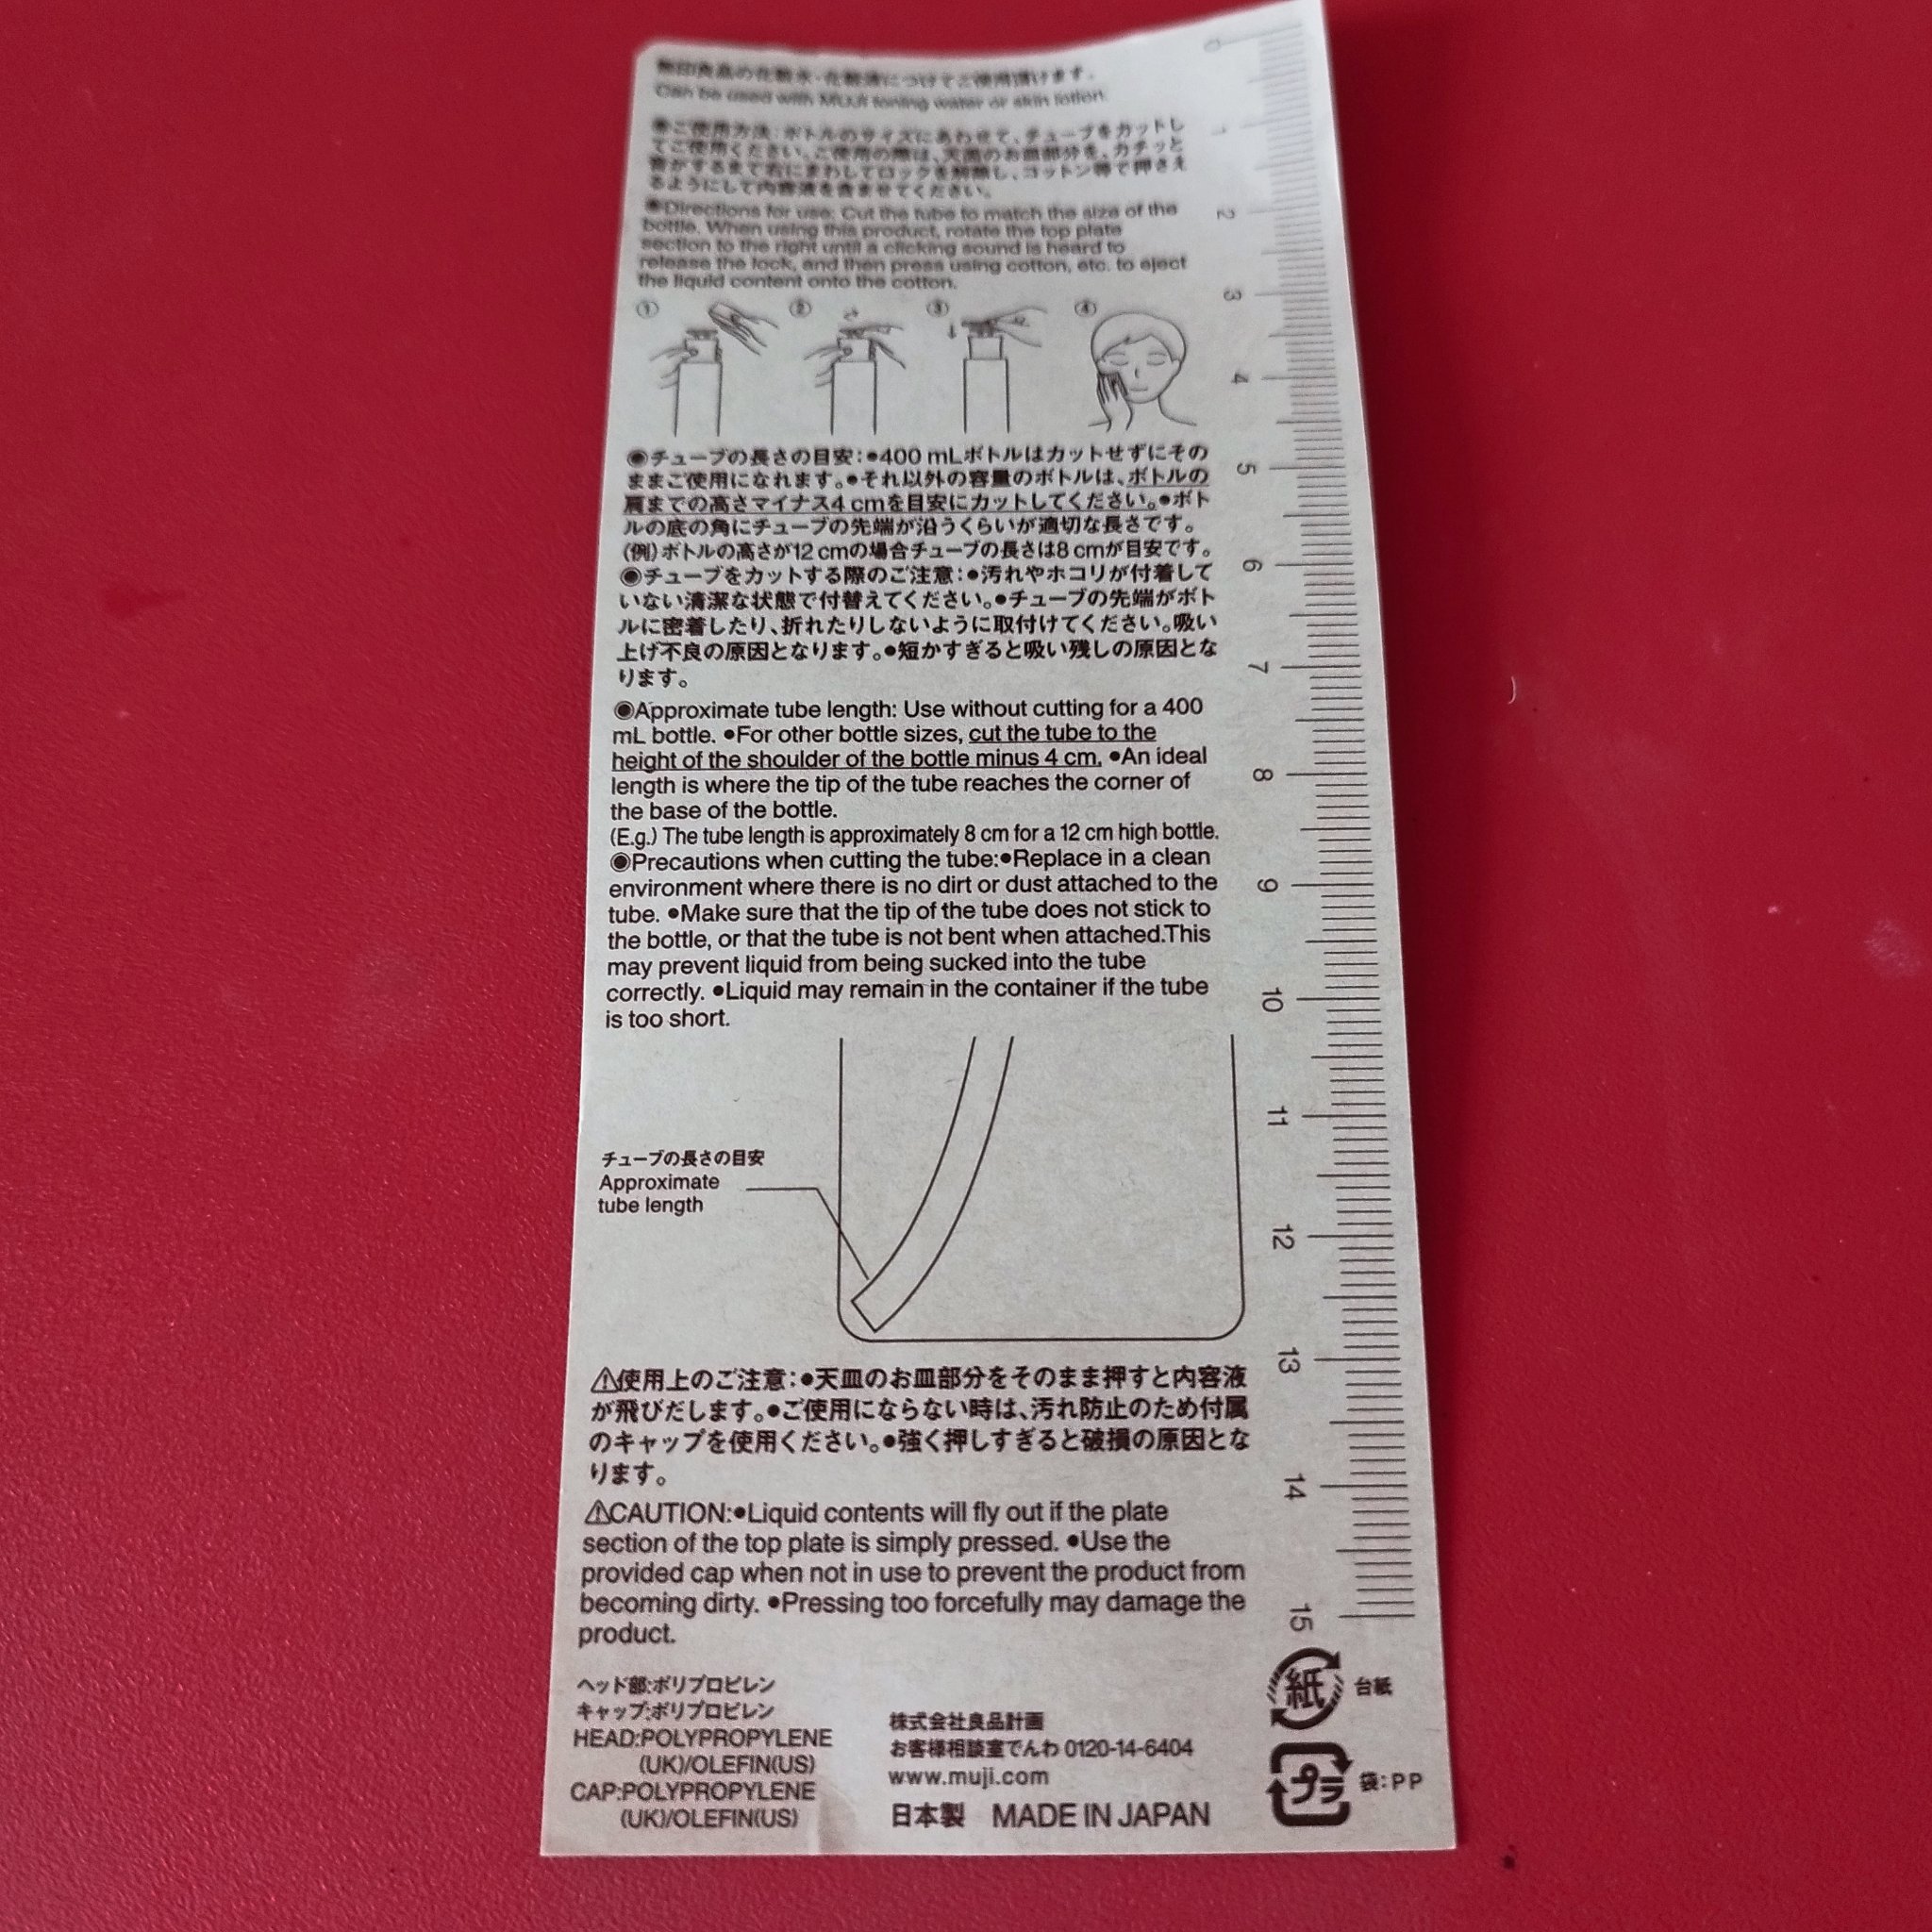 無印良品の化粧水・化粧液につけてご使用頂けます。
Can be used with MUJI toning water or skin lotion.
◉ご使用方法：ボトルのサイズにあわせて、チューブをカットし
てご使用ください。ご使用の際は、天面のお皿部分を、カチッと
音がするまで右にまわしてロックを解除し、コットン等で押さえ
るようにして内容液を含ませてください。
◉Directions for use: Cut the tube to match the size of the
bottle. When using this product, rotate the top plate
section to the right until a clicking sound is heard to
release the lock, and then press using cotton, etc. to eject
the liquid content onto the cotton.
① ② ③ ④
◉チューブの長さの目安：●400 mLボトルはカットせずにその
ままご使用になれます。●それ以外の容量のボトルは、ボトルの
肩までの高さマイナス4 cmを目安にカットしてください。●ボト
ルの底の角にチューブの先端が沿うくらいが適切な長さです。
（例）ボトルの高さが12 cmの場合チューブの長さは8 cmが目安です。
◉チューブをカットする際のご注意：●汚れやホコリが付着して
いない清潔な状態で付替えてください。●チューブの先端がボト
ルに密着したり、折れたりしないように取付けてください。吸い
上げ不良の原因となります。●短かすぎると吸い残しの原因とな
ります。
◉Approximate tube length: Use without cutting for a 400
mL bottle. ●For other bottle sizes, cut the tube to the
height of the shoulder of the bottle minus 4 cm. ●An ideal
length is where the tip of the tube reaches the corner of
the base of the bottle.
(E.g.) The tube length is approximately 8 cm for a 12 cm high bottle.
◉Precautions when cutting the tube:●Replace in a clean
environment where there is no dirt or dust attached to the
tube. ●Make sure that the tip of the tube does not stick to
the bottle, or that the tube is not bent when attached.This
may prevent liquid from being sucked into the tube
correctly. ●Liquid may remain in the container if the tube
is too short.
チューブの長さの目安
Approximate
tube length
⚠使用上のご注意：●天皿のお皿部分をそのまま押すと内容液
が飛びだします。●ご使用にならない時は、汚れ防止のため付属
のキャップを使用ください。●強く押しすぎると破損の原因とな
ります。
⚠CAUTION:●Liquid contents will fly out if the plate
section of the top plate is simply pressed. ●Use the
provided cap when not in use to prevent the product from
becoming dirty. ●Pressing too forcefully may damage the
product.
ヘッド部:ポリプロピレン
キャップ:ポリプロピレン
HEAD:POLYPROPYLENE
(UK)/OLEFIN(US)
CAP:POLYPROPYLENE
(UK)/OLEFIN(US)
株式会社良品計画
お客様相談室でんわ 0120-14-6404
www.muji.com
日本製 MADE IN JAPAN
0
1
2
3
4
5
6
7
8
9
10
11
12
13
14
15
紙 台紙
プラ 袋：PP